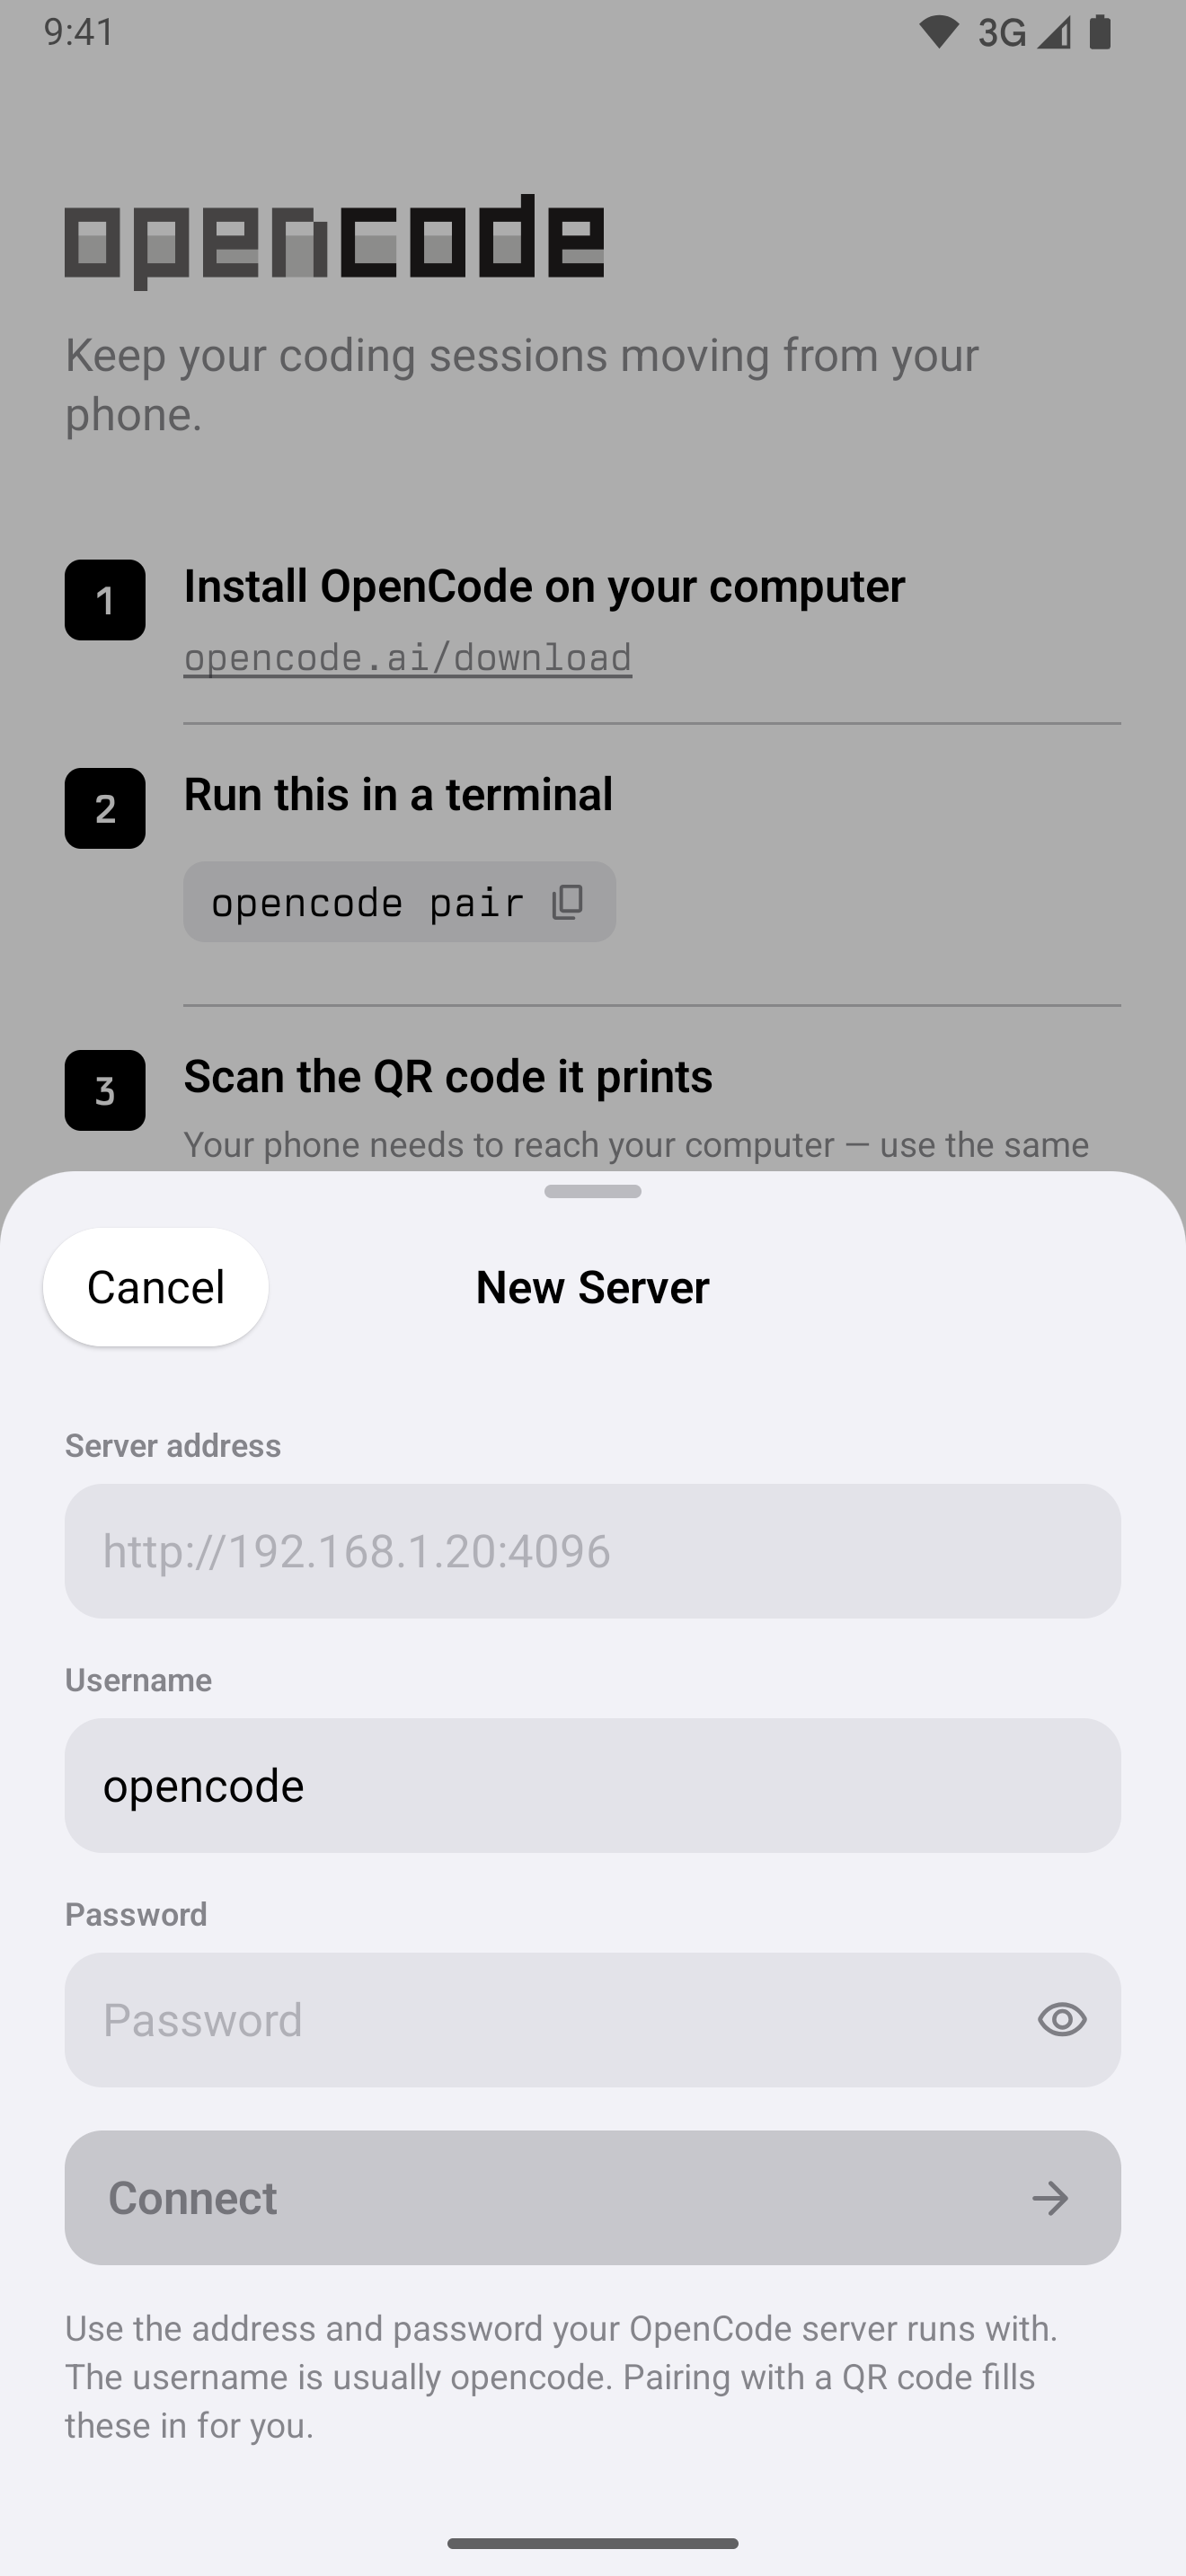 9:41
3G
opencode
Keep your coding sessions moving from your
phone.
1
Install OpenCode on your computer
opencode.ai/download
2
Run this in a terminal
opencode pair
3
Scan the QR code it prints
Your phone needs to reach your computer — use the same
Cancel
New Server
Server address
http://192.168.1.20:4096
Username
opencode
Password
Password
Connect
Use the address and password your OpenCode server runs with.
The username is usually opencode. Pairing with a QR code fills
these in for you.